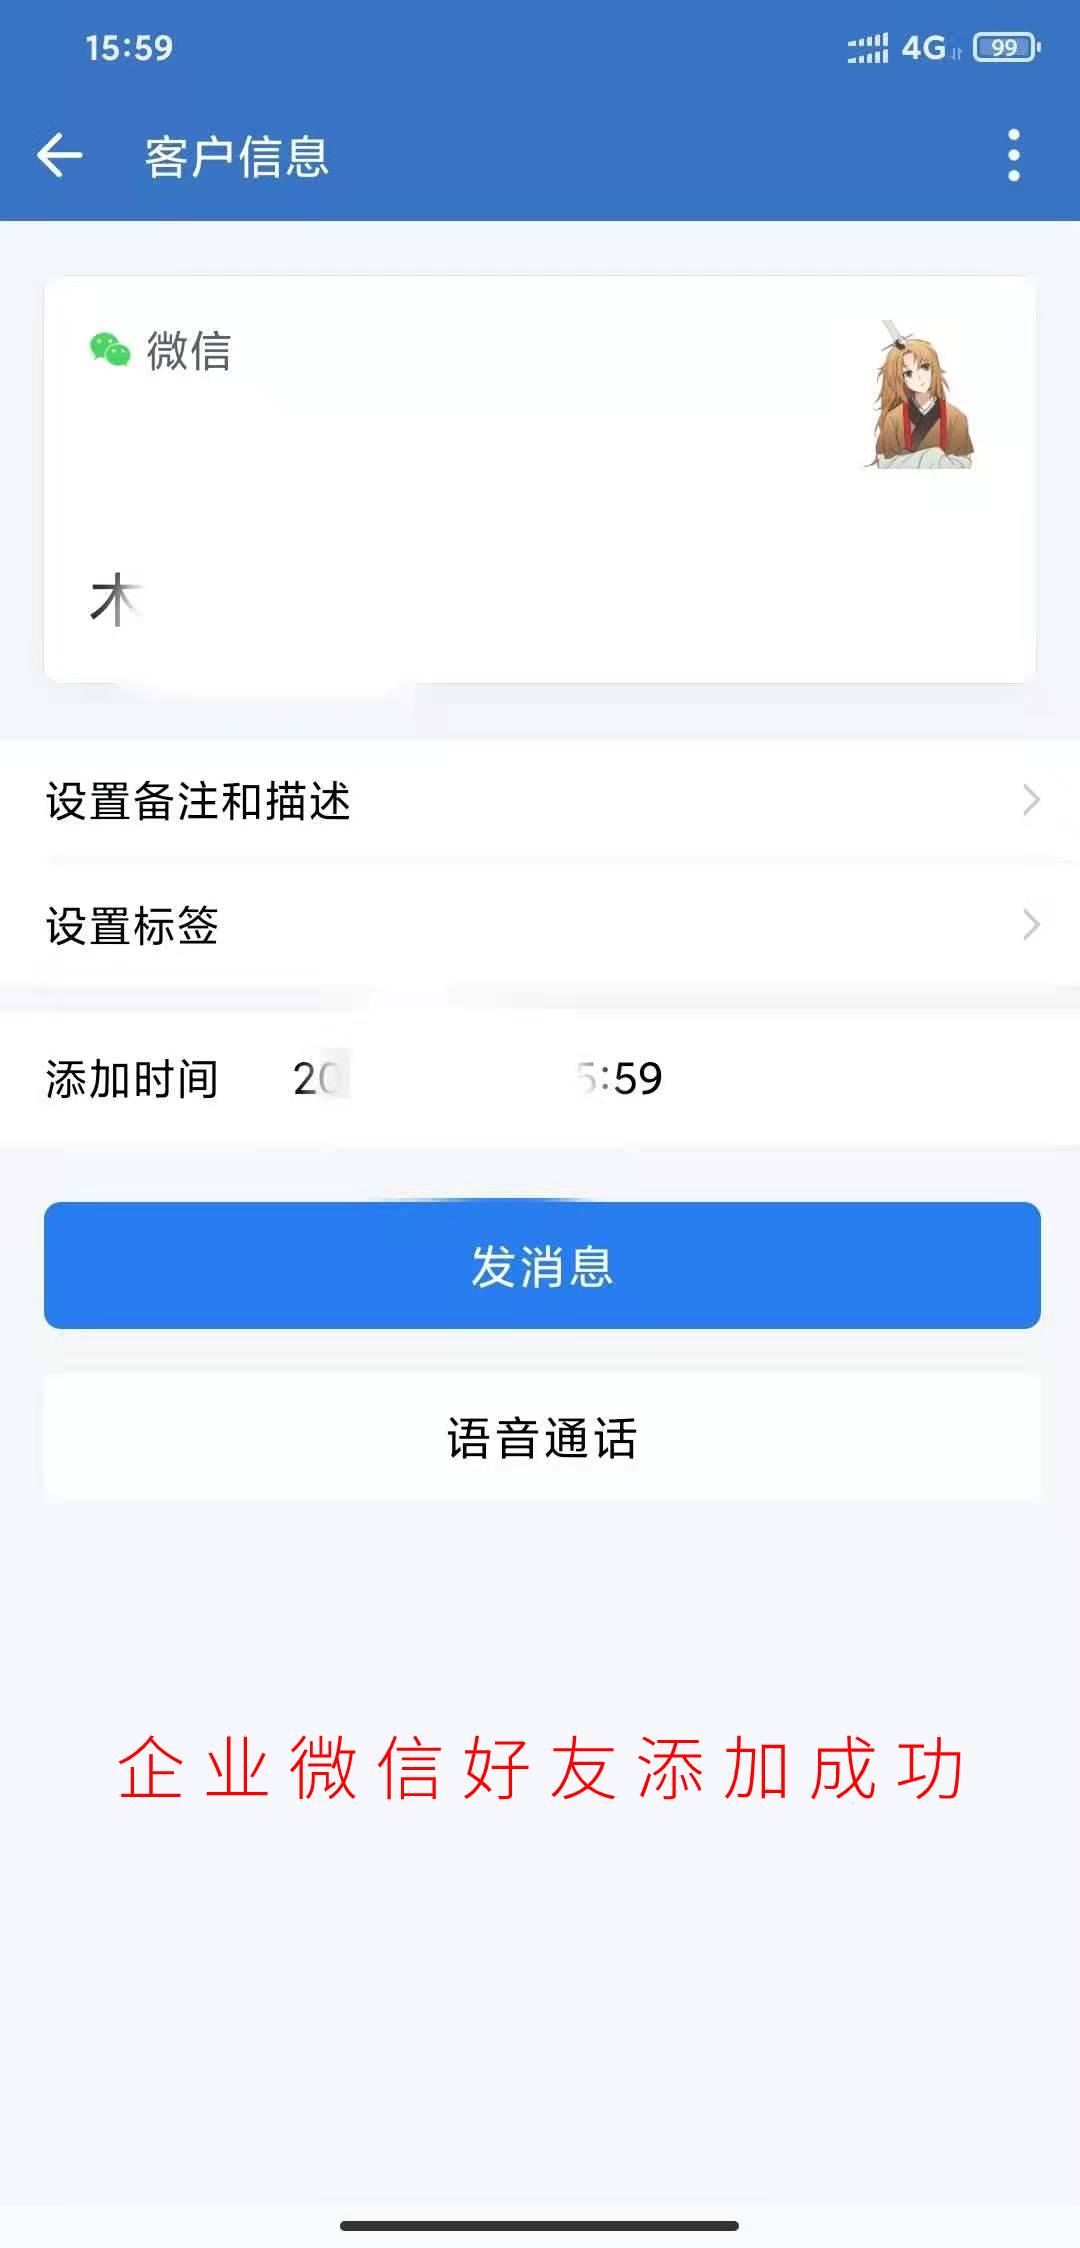 15:59 4G 99
客户信息
微信
木
设置备注和描述
设置标签
添加时间 20 5:59
发消息
语音通话
企业微信好友添加成功